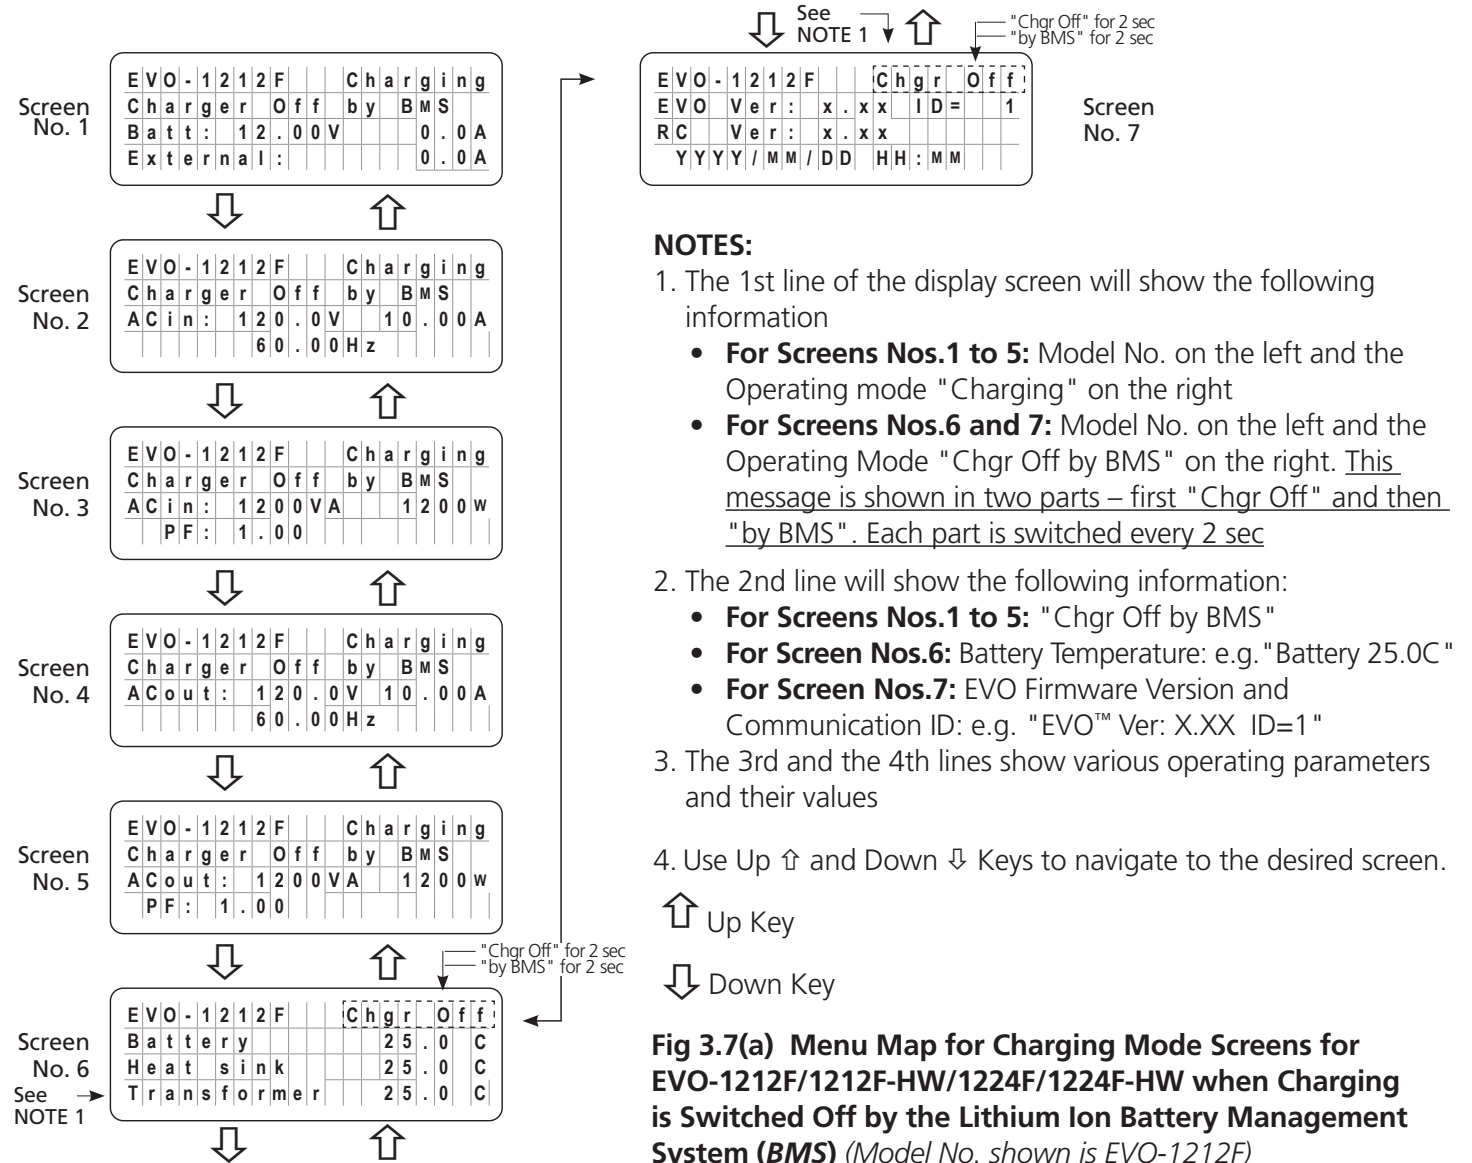 Screen
No. 1
EVO-1212F Charging
Charger Off by BMS
Batt: 12.00V 0.0A
External: 0.0A
Screen
No. 2
EVO-1212F Charging
Charger Off by BMS
ACin: 120.0V 10.00A
60.00Hz
Screen
No. 3
EVO-1212F Charging
Charger Off by BMS
ACin: 1200VA 1200W
PF: 1.00
Screen
No. 4
EVO-1212F Charging
Charger Off by BMS
ACout: 120.0V 10.00A
60.00Hz
Screen
No. 5
EVO-1212F Charging
Charger Off by BMS
ACout: 1200VA 1200W
PF: 1.00
"Chgr Off" for 2 sec
"by BMS" for 2 sec
Screen
No. 6
See
NOTE 1
EVO-1212F Chgr Off
Battery 25.0 C
Heat sink 25.0 C
Transformer 25.0 C
See
NOTE 1
"Chgr Off" for 2 sec
"by BMS" for 2 sec
EVO-1212F Chgr Off
EVO Ver: x.xx ID= 1
RC Ver: x.xx
YYYY/MM/DD HH:MM
Screen
No. 7
NOTES:
1. The 1st line of the display screen will show the following
information
• For Screens Nos.1 to 5: Model No. on the left and the
Operating mode "Charging" on the right
• For Screens Nos.6 and 7: Model No. on the left and the
Operating Mode "Chgr Off by BMS" on the right. This
message is shown in two parts – first "Chgr Off" and then
"by BMS". Each part is switched every 2 sec
2. The 2nd line will show the following information:
• For Screens Nos.1 to 5: "Chgr Off by BMS"
• For Screen Nos.6: Battery Temperature: e.g."Battery 25.0C"
• For Screen Nos.7: EVO Firmware Version and
Communication ID: e.g. "EVO™ Ver: X.XX ID=1"
3. The 3rd and the 4th lines show various operating parameters
and their values
4. Use Up ⇧ and Down ⇩ Keys to navigate to the desired screen.
⇧ Up Key
⇩ Down Key
Fig 3.7(a) Menu Map for Charging Mode Screens for
EVO-1212F/1212F-HW/1224F/1224F-HW when Charging
is Switched Off by the Lithium Ion Battery Management
System (BMS) (Model No. shown is EVO-1212F)